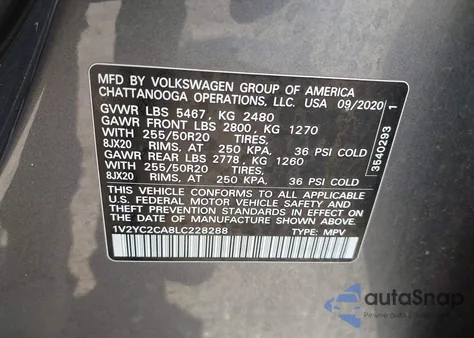 MFD BY VOLKSWAGEN GROUP OF AMERICA
CHATTANOOGA OPERATIONS, LLC. USA 09/2020
GVWR LBS 5467, KG 2480
GAWR FRONT LBS 2800, KG 1270
WITH 255/50R20 TIRES,
8JX20 RIMS, AT 250 KPA, 36 PSI COLD
GAWR REAR LBS 2778, KG 1260
WITH 255/50R20 TIRES,
8JX20 RIMS, AT 250 KPA, 36 PSI COLD
THIS VEHICLE CONFORMS TO ALL APPLICABLE
U.S. FEDERAL MOTOR VEHICLE SAFETY AND
THEFT PREVENTION STANDARDS IN EFFECT ON
THE DATE OF MANUFACTURE SHOWN ABOVE.
1V2YC2CA8LC228288 TYPE: MPV
3540293 1
autoSnap